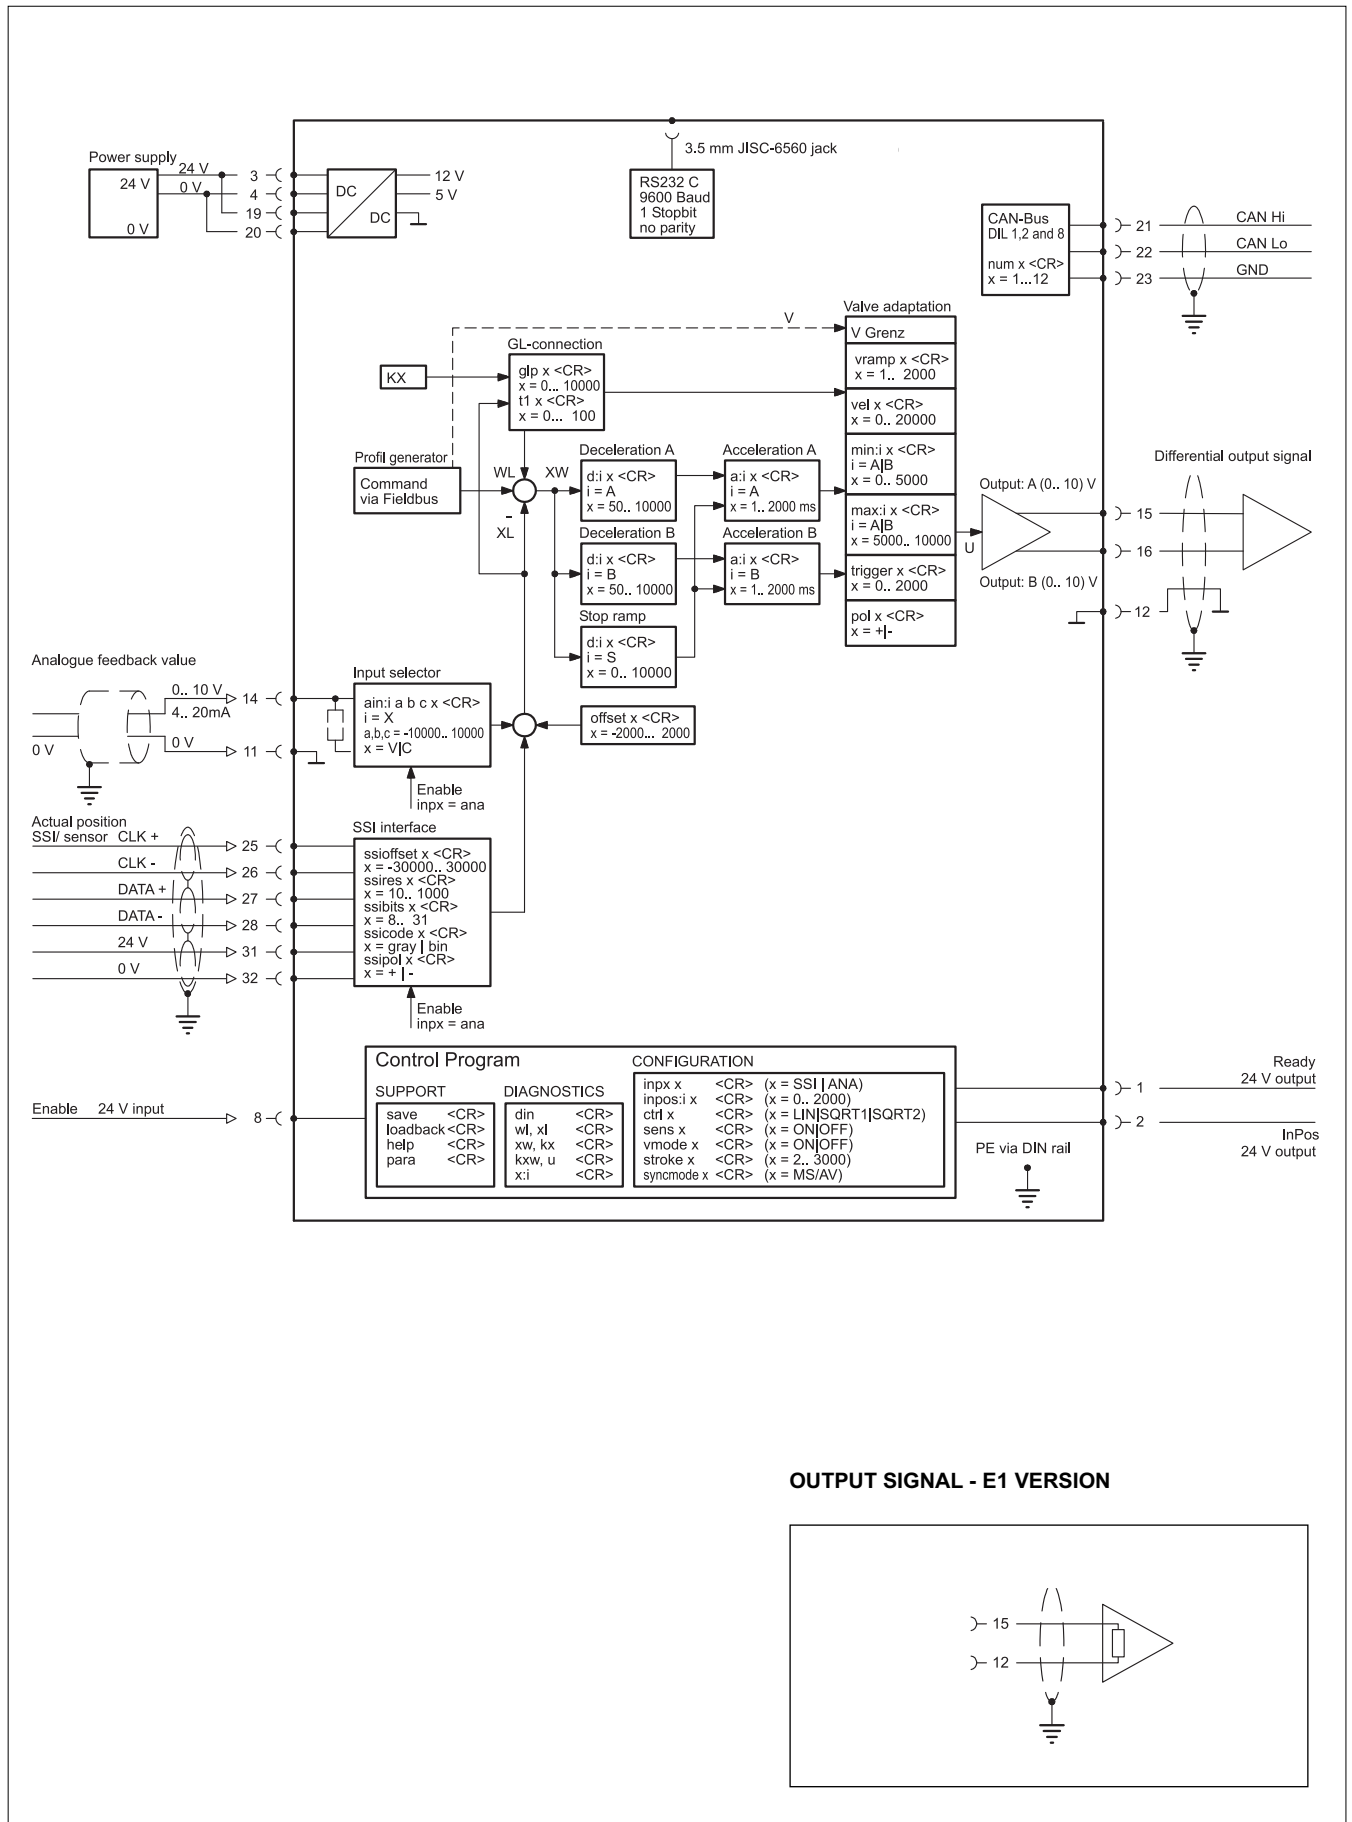 3.5 mm JISC-6560 jack
Power supply
24 V
0 V
24 V
0 V
3
4
19
20
DC
DC
12 V
5 V
RS232 C
9600 Baud
1 Stopbit
no parity
CAN-Bus
DIL 1,2 and 8
num x <CR>
x = 1...12
21
22
23
CAN Hi
CAN Lo
GND
V
Valve adaptation
V Grenz
vramp x <CR>
x = 1.. 2000
vel x <CR>
x = 0.. 20000
min:i x <CR>
i = A|B
x = 0.. 5000
max:i x <CR>
i = A|B
x = 5000.. 10000
trigger x <CR>
x = 0.. 2000
pol x <CR>
x = +|-
GL-connection
glp x <CR>
x = 0... 10000
t1 x <CR>
x = 0... 100
KX
Profil generator
Command
via Fieldbus
WL
XW
-
XL
Deceleration A
d:i x <CR>
i = A
x = 50.. 10000
Acceleration A
a:i x <CR>
i = A
x = 1.. 2000 ms
Deceleration B
d:i x <CR>
i = B
x = 50.. 10000
Acceleration B
a:i x <CR>
i = B
x = 1.. 2000 ms
Stop ramp
d:i x <CR>
i = S
x = 0.. 10000
U
Output: A (0.. 10) V
Output: B (0.. 10) V
Differential output signal
15
16
12
Analogue feedback value
0.. 10 V
4.. 20mA
0 V
0 V
14
11
Input selector
ain:i a b c x <CR>
i = X
a,b,c = -10000.. 10000
x = V|C
offset x <CR>
x = -2000... 2000
Enable
inpx = ana
Actual position
SSI/ sensor
CLK +
CLK -
DATA +
DATA -
24 V
0 V
25
26
27
28
31
32
SSI interface
ssioffset x <CR>
x = -30000.. 30000
ssires x <CR>
x = 10.. 1000
ssibits x <CR>
x = 8.. 31
ssicode x <CR>
x = gray | bin
ssipol x <CR>
x = + | -
Enable
inpx = ana
Control Program
SUPPORT
save <CR>
loadback <CR>
help <CR>
para <CR>
DIAGNOSTICS
din <CR>
wl, xl <CR>
xw, kx <CR>
kxw, u <CR>
x:i <CR>
CONFIGURATION
inpx x <CR> (x = SSI | ANA)
inpos:i x <CR> (x = 0.. 2000)
ctrl x <CR> (x = LIN|SQRT1|SQRT2)
sens x <CR> (x = ON|OFF)
vmode x <CR> (x = ON|OFF)
stroke x <CR> (x = 2.. 3000)
syncmode x <CR> (x = MS/AV)
Enable 24 V input
8
1
2
Ready
24 V output
InPos
24 V output
PE via DIN rail
OUTPUT SIGNAL - E1 VERSION
15
12